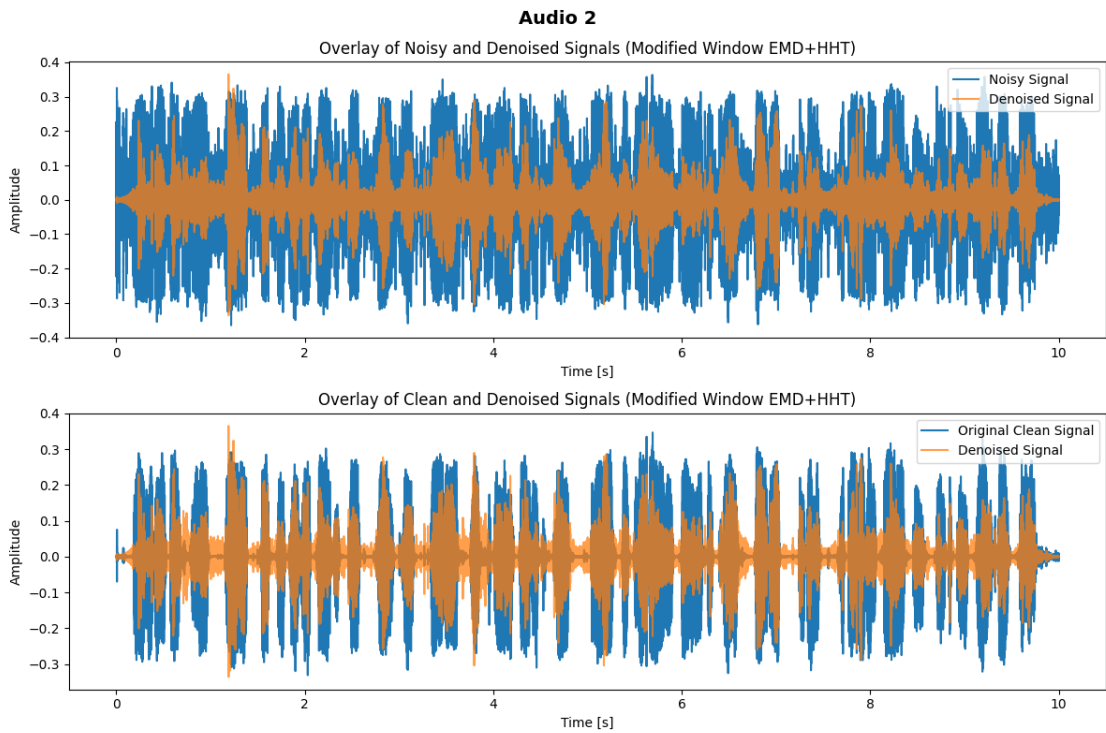 Audio 2
Overlay of Noisy and Denoised Signals (Modified Window EMD+HHT)
0.4
0.3
0.2
0.1
0.0
−0.1
−0.2
−0.3
−0.4
Amplitude
Noisy Signal
Denoised Signal
0 2 4 6 8 10
Time [s]
Overlay of Clean and Denoised Signals (Modified Window EMD+HHT)
0.4
0.3
0.2
0.1
0.0
−0.1
−0.2
−0.3
Amplitude
Original Clean Signal
Denoised Signal
0 2 4 6 8 10
Time [s]